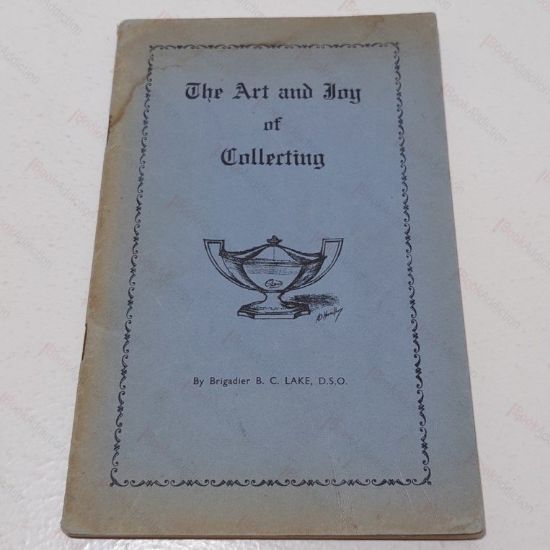 The Art and Joy
of
Collecting
By Brigadier B. C. LAKE, D.S.O.